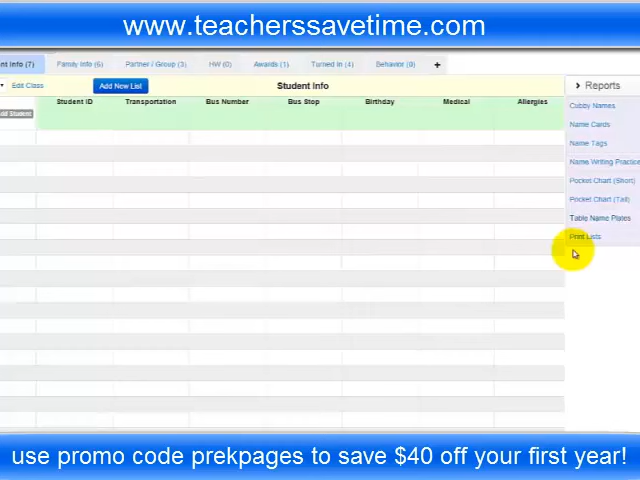 www.teacherssavetime.com
nt Info (7) Family Info (6) Partner / Group (3) HW (0) Awards (1) Turned In (4) Behavior (9) +
Edit Class Add New List Student Info Reports
Student ID Transportation Bus Number Bus Stop Birthday Medical Allergies
dd Student
Cubby Names
Name Cards
Name Tags
Name Writing Practice
Pocket Chart (Short)
Pocket Chart (Tall)
Table Name Plates
Print Lists
use promo code prekpages to save $40 off your first year!